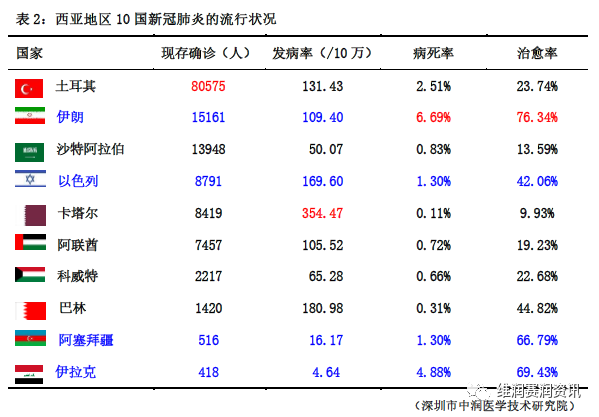 表 2：西亚地区 10 国新冠肺炎的流行状况
国家 现存确诊（人） 发病率（/10 万） 病死率 治愈率
土耳其 80575 131.43 2.51% 23.74%
伊朗 15161 109.40 6.69% 76.34%
沙特阿拉伯 13948 50.07 0.83% 13.59%
以色列 8791 169.60 1.30% 42.06%
卡塔尔 8419 354.47 0.11% 9.93%
阿联酋 7457 105.52 0.72% 19.23%
科威特 2217 65.28 0.66% 22.68%
巴林 1420 180.98 0.31% 44.82%
阿塞拜疆 516 16.17 1.30% 66.79%
伊拉克 418 4.64 4.88% 69.43%
维润赛润资讯
（深圳市中润医学技术研究院）